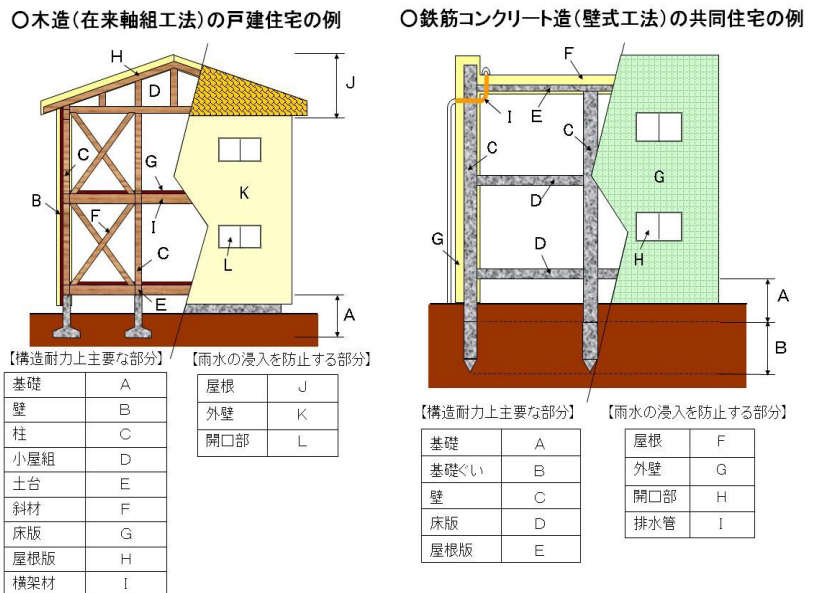 〇木造(在来軸組工法)の戸建住宅の例
H
D
J
C
G
B
K
F
I
C
L
E
A
【構造耐力上主要な部分】
基礎 A
壁 B
柱 C
小屋組 D
土台 E
斜材 F
床版 G
屋根版 H
横架材 I
【雨水の浸入を防止する部分】
屋根 J
外壁 K
開口部 L
〇鉄筋コンクリート造(壁式工法)の共同住宅の例
F
I
E
C
C
G
D
G
D
H
A
B
【構造耐力上主要な部分】
基礎 A
基礎ぐい B
壁 C
床版 D
屋根版 E
【雨水の浸入を防止する部分】
屋根 F
外壁 G
開口部 H
排水管 I